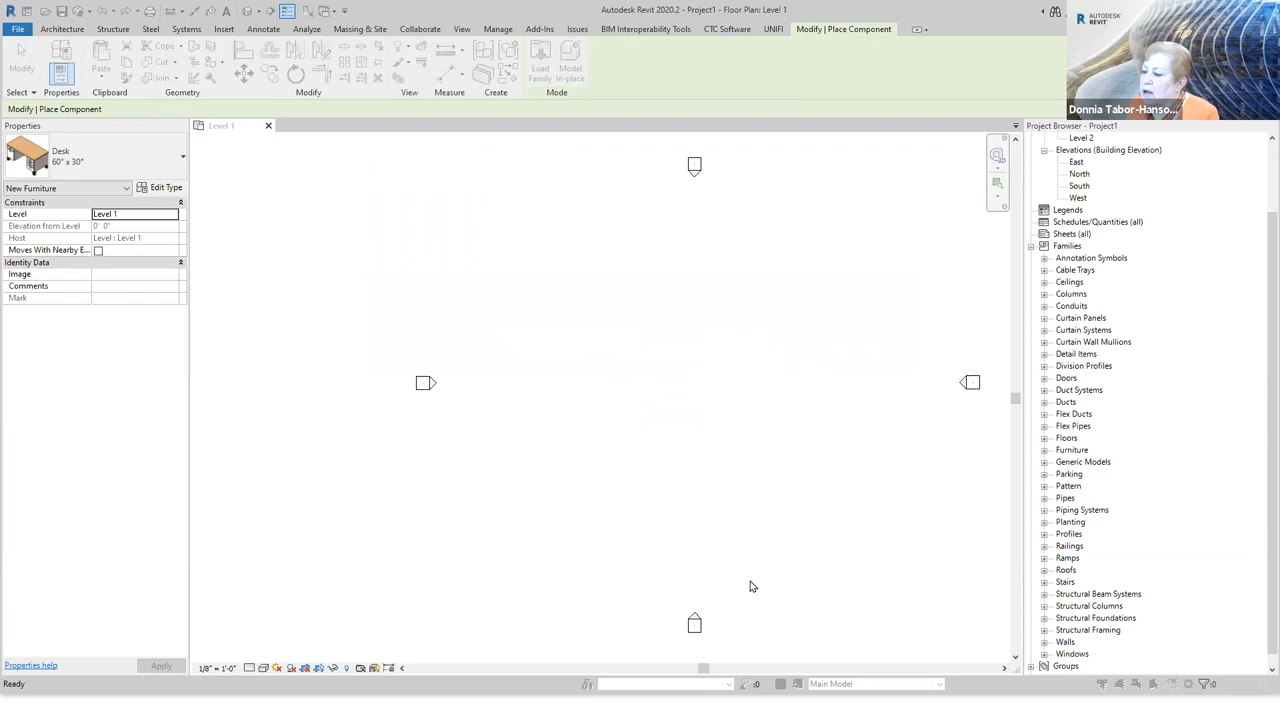 Autodesk Revit 2020.2 - Project1 - Floor Plan: Level 1
File Architecture Structure Steel Systems Insert Annotate Analyze Massing & Site Collaborate View Manage Add-Ins Issues BIM Interoperability Tools CTC Software UNIFI Modify | Place Component
AUTODESK
REVIT
Donnia Tabor-Hanso...
Modify
Paste
Cope
Cut
Join
Load
Family
Model
In-place
Select Properties Clipboard Geometry Modify View Measure Create Mode
Modify | Place Component
Properties
Level 1
Project Browser - Project1
Desk
60" x 30"
New Furniture
Edit Type
Constraints
Level Level 1
Elevation from Level 0' 0"
Host Level : Level 1
Moves With Nearby E...
Identity Data
Image
Comments
Mark
Level 2
Elevations (Building Elevation)
East
North
South
West
Legends
Schedules/Quantities (all)
Sheets (all)
Families
Annotation Symbols
Cable Trays
Ceilings
Columns
Conduits
Curtain Panels
Curtain Systems
Curtain Wall Mullions
Detail Items
Division Profiles
Doors
Duct Systems
Ducts
Flex Ducts
Flex Pipes
Floors
Furniture
Generic Models
Parking
Pattern
Pipes
Piping Systems
Planting
Profiles
Railings
Ramps
Roofs
Stairs
Structural Beam Systems
Structural Columns
Structural Foundations
Structural Framing
Walls
Windows
Groups
Properties help
Apply
1/8" = 1'-0"
Ready
:0
Main Model
:0